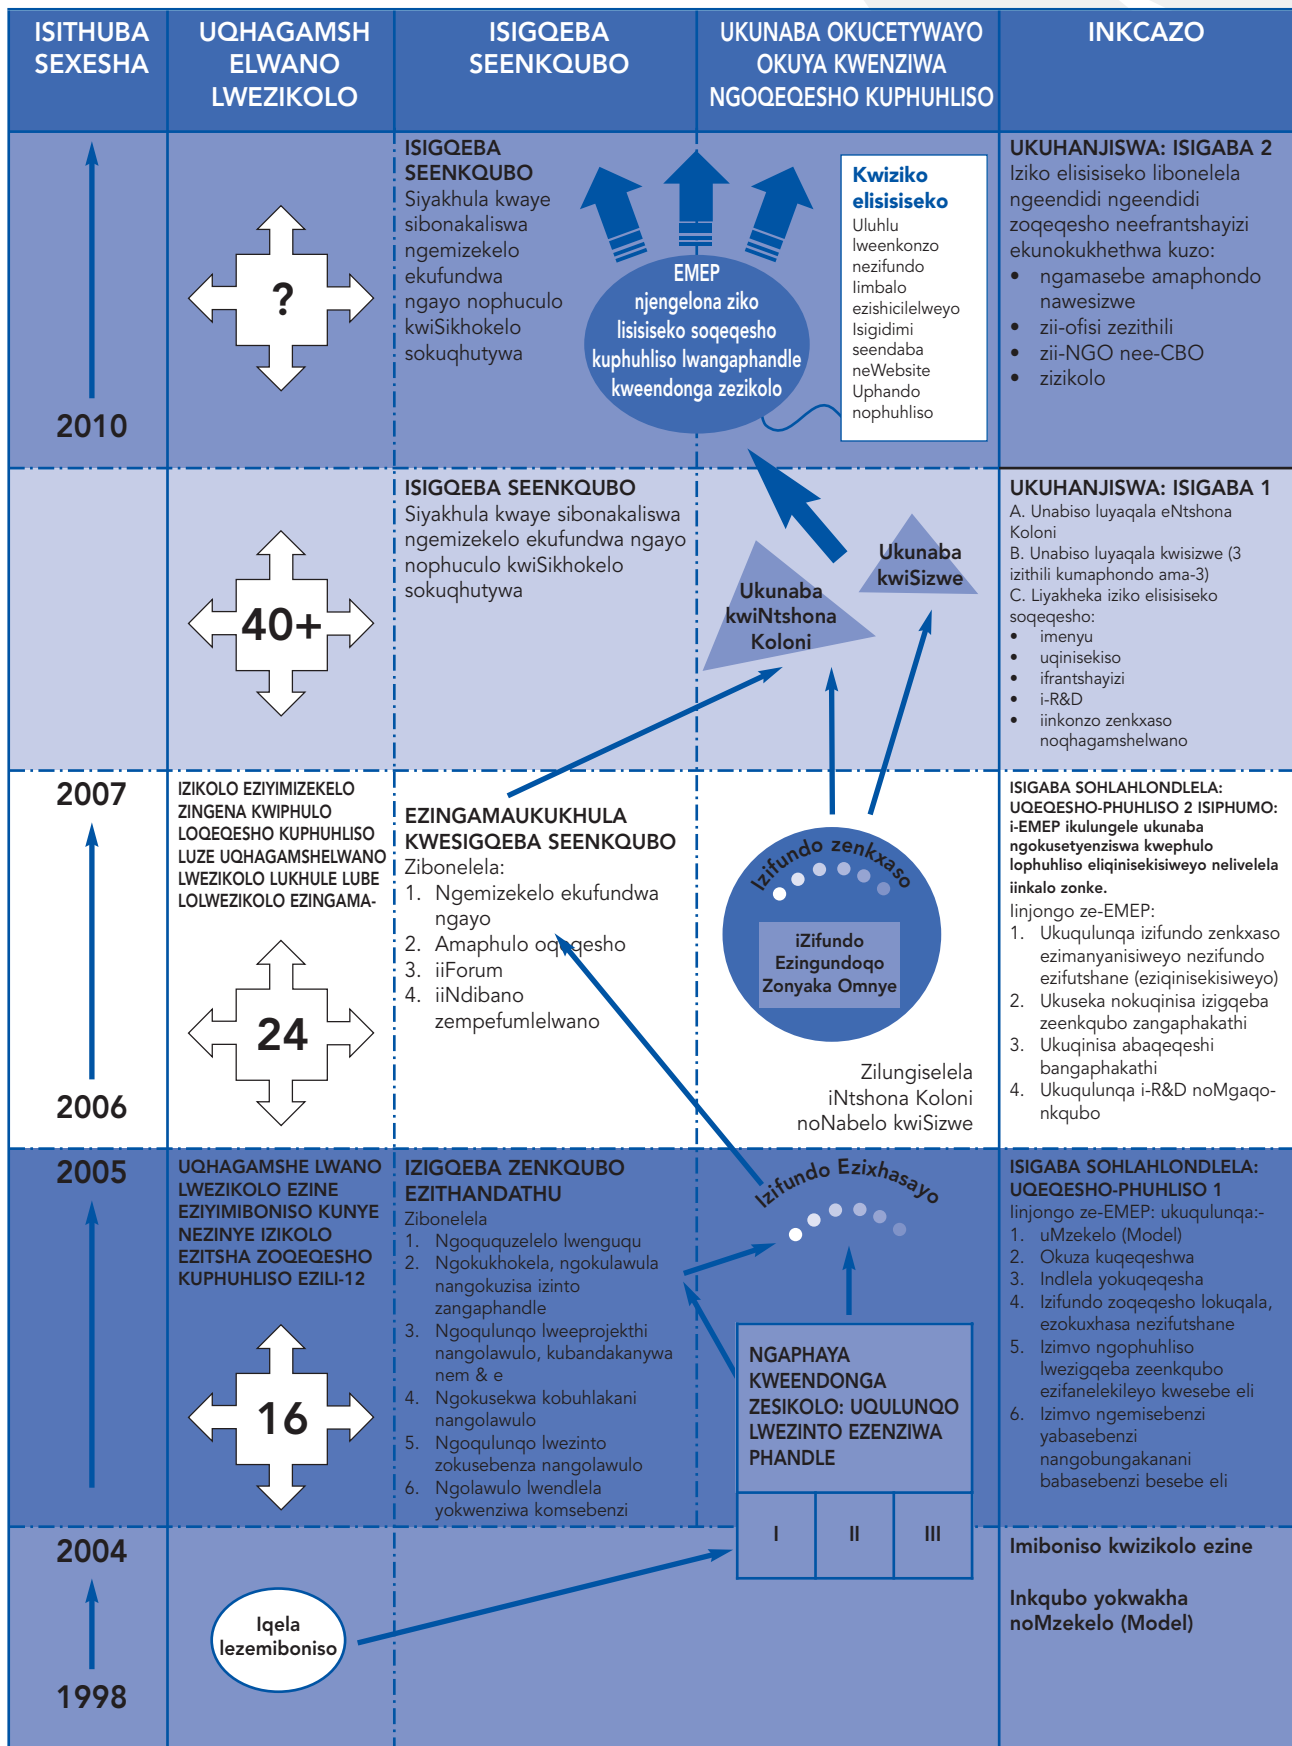 ISITHUBA
SEXESHA
UQHAGAMSH
ELWANO
LWEZIKOLO
ISIGQEBA
SEENKQUBO
UKUNABA OKUCETYWAYO
OKUYA KWENZIWA
NGOQEQESHO KUPHUHLISO
INKCAZO
2010
?
ISIGQEBA
SEENKQUBO
Siyakhula kwaye
sibonakaliswa
ngemizekelo
ekufundwa
ngayo nophuculo
kwiSikhokelo
sokuqhutywa
EMEP
njengelona ziko
lisisiseko soqeqesho
kuphuhliso lwangaphandle
kweendonga zezikolo
Kwiziko
elisisiseko
Uluhlu
lweenkonzo
nezifundo
Iimbalo
ezishicilelweyo
Isigidimi
seendaba
neWebsite
Uphando
nophuhliso
UKUHANJISWA: ISIGABA 2
Iziko elisisiseko libonelela
ngeendidi ngeendidi
zoqeqesho neefrantshayizi
ekunokukhethwa kuzo:
• ngamasebe amaphondo
nawesizwe
• zii-ofisi zezithili
• zii-NGO nee-CBO
• zizikolo
40+
ISIGQEBA SEENKQUBO
Siyakhula kwaye sibonakaliswa
ngemizekelo ekufundwa ngayo
nophuculo kwiSikhokelo
sokuqhutywa
Ukunaba
kwiNtshona
Koloni
Ukunaba
kwiSizwe
UKUHANJISWA: ISIGABA 1
A. Unabiso luyaqala eNtshona
Koloni
B. Unabiso luyaqala kwisizwe (3
izithili kumaphondo ama-3)
C. Liyakheka iziko elisisiseko
soqeqesho:
• imenyu
• uqinisekiso
• ifrantshayizi
• i-R&D
• iinkonzo zenkxaso
noqhagamshelwano
2007
2006
IZIKOLO EZIYIMIZEKELO
ZINGENA KWIPHULO
LOQEQESHO KUPHUHLISO
LUZE UQHAGAMSHELWANO
LWEZIKOLO LUKHULE LUBE
LOLWEZIKOLO EZINGAMA-
24
EZINGAMAUKUKHULA
KWESIGQEBA SEENKQUBO
Zibonelela:
1. Ngemizekelo ekufundwa
ngayo
2. Amaphulo oqeqesho
3. iiForum
4. iiNdibano
zempefumlelwano
Izifundo zenkxaso
iZifundo
Ezingundoqo
Zonyaka Omnye
Zilungiselela
iNtshona Koloni
noNabelo kwiSizwe
ISIGABA SOHLAHLONDLELA:
UQEQESHO-PHUHLISO 2 ISIPHUMO:
i-EMEP ikulungele ukunaba
ngokusetyenziswa kwephulo
lophuhliso eliqinisekisiweyo nelivelela
iinkalo zonke.
Iinjongo ze-EMEP:
1. Ukuqulunqa izifundo zenkxaso
ezimanyanisiweyo nezifundo
ezifutshane (eziqinisekisiweyo)
2. Ukuseka nokuqinisa izigqeba
zeenkqubo zangaphakathi
3. Ukuqinisa abaqeqeshi
bangaphakathi
4. Ukuqulunqa i-R&D noMgaqo-
nkqubo
2005
UQHAGAMSHE LWANO
LWEZIKOLO EZINE
EZIYIMIBONISO KUNYE
NEZINYE IZIKOLO
EZITSHA ZOQEQESHO
KUPHUHLISO EZILI-12
16
IZIGQEBA ZENKQUBO
EZITHANDATHU
Zibonelela
1. Ngoququzelelo lwenguqu
2. Ngokukhokela, ngokulawula
nangokuzisa izinto
zangaphandle
3. Ngoqulunqo lweeprojekthi
nangolawulo, kubandakanywa
nem & e
4. Ngokusekwa kobuhlakani
nangolawulo
5. Ngoqulunqo lwezinto
zokusebenza nangolawulo
6. Ngolawulo lwendlela
yokwenziwa komsebenzi
Izifundo Ezixhasayo
NGAPHAYA
KWEENDONGA
ZESIKOLO: UQULUNQO
LWEZINTO EZENZIWA
PHANDLE
I II III
ISIGABA SOHLAHLONDLELA:
UQEQESHO-PHUHLISO 1
Iinjongo ze-EMEP: ukuqulunqa:-
1. uMzekelo (Model)
2. Okuza kuqeqeshwa
3. Indlela yokuqeqesha
4. Izifundo zoqeqesho lokuqala,
ezokuxhasa nezifutshane
5. Izimvo ngophuhliso
lwezigqeba zeenkqubo
ezifanelekileyo kwesebe eli
6. Izimvo ngemisebenzi
yabasebenzi
nangobungakanani
babasebenzi besebe eli
2004
1998
Iqela
lezemiboniso
Imiboniso kwizikolo ezine
Inkqubo yokwakha
noMzekelo (Model)